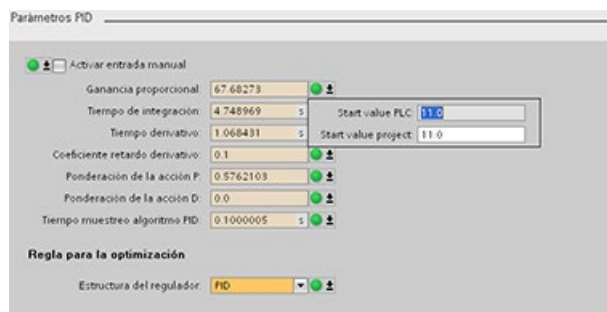 Parámetros PID
Activar entrada manual
Ganancia proporcional: 67.68273
Tiempo de integración: 4.748969 s
Start value PLC: 11.0
Tiempo derivativo: 1.068431 s
Start value project: 11.0
Coeficiente retardo derivativo: 0.1
Ponderación de la acción P: 0.5762103
Ponderación de la acción D: 0.0
Tiempo muestreo algoritmo PID: 0.1000005 s
Regla para la optimización
Estructura del regulador: PID